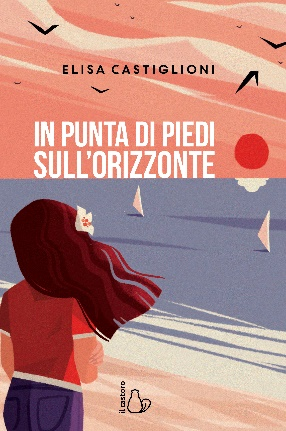 ELISA CASTIGLIONI
IN PUNTA DI PIEDI
SULL'ORIZZONTE
il castoro